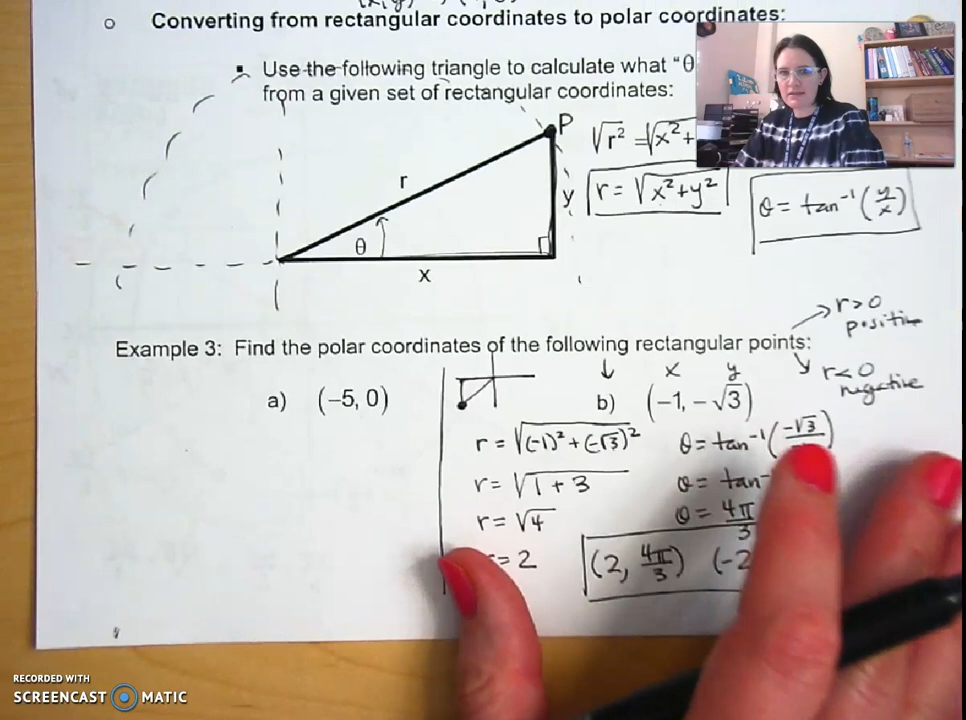 ○ Converting from rectangular coordinates to polar coordinates:
Use the following triangle to calculate what "θ
from a given set of rectangular coordinates:
P
√r² = √x² +
r
y
r = √x² + y²
θ = tan⁻¹ (y/x)
θ
x
r > 0
positive
Example 3: Find the polar coordinates of the following rectangular points:
r < 0
negative
x y
a) (−5, 0)
b) (−1, −√3)
r = √(−1)² + (−√3)²
θ = tan⁻¹ (−√3/
r = √1 + 3
θ = tan⁻
r = √4
θ = 4π/3
= 2
(2, 4π/3) (−2
RECORDED WITH
SCREENCAST O MATIC